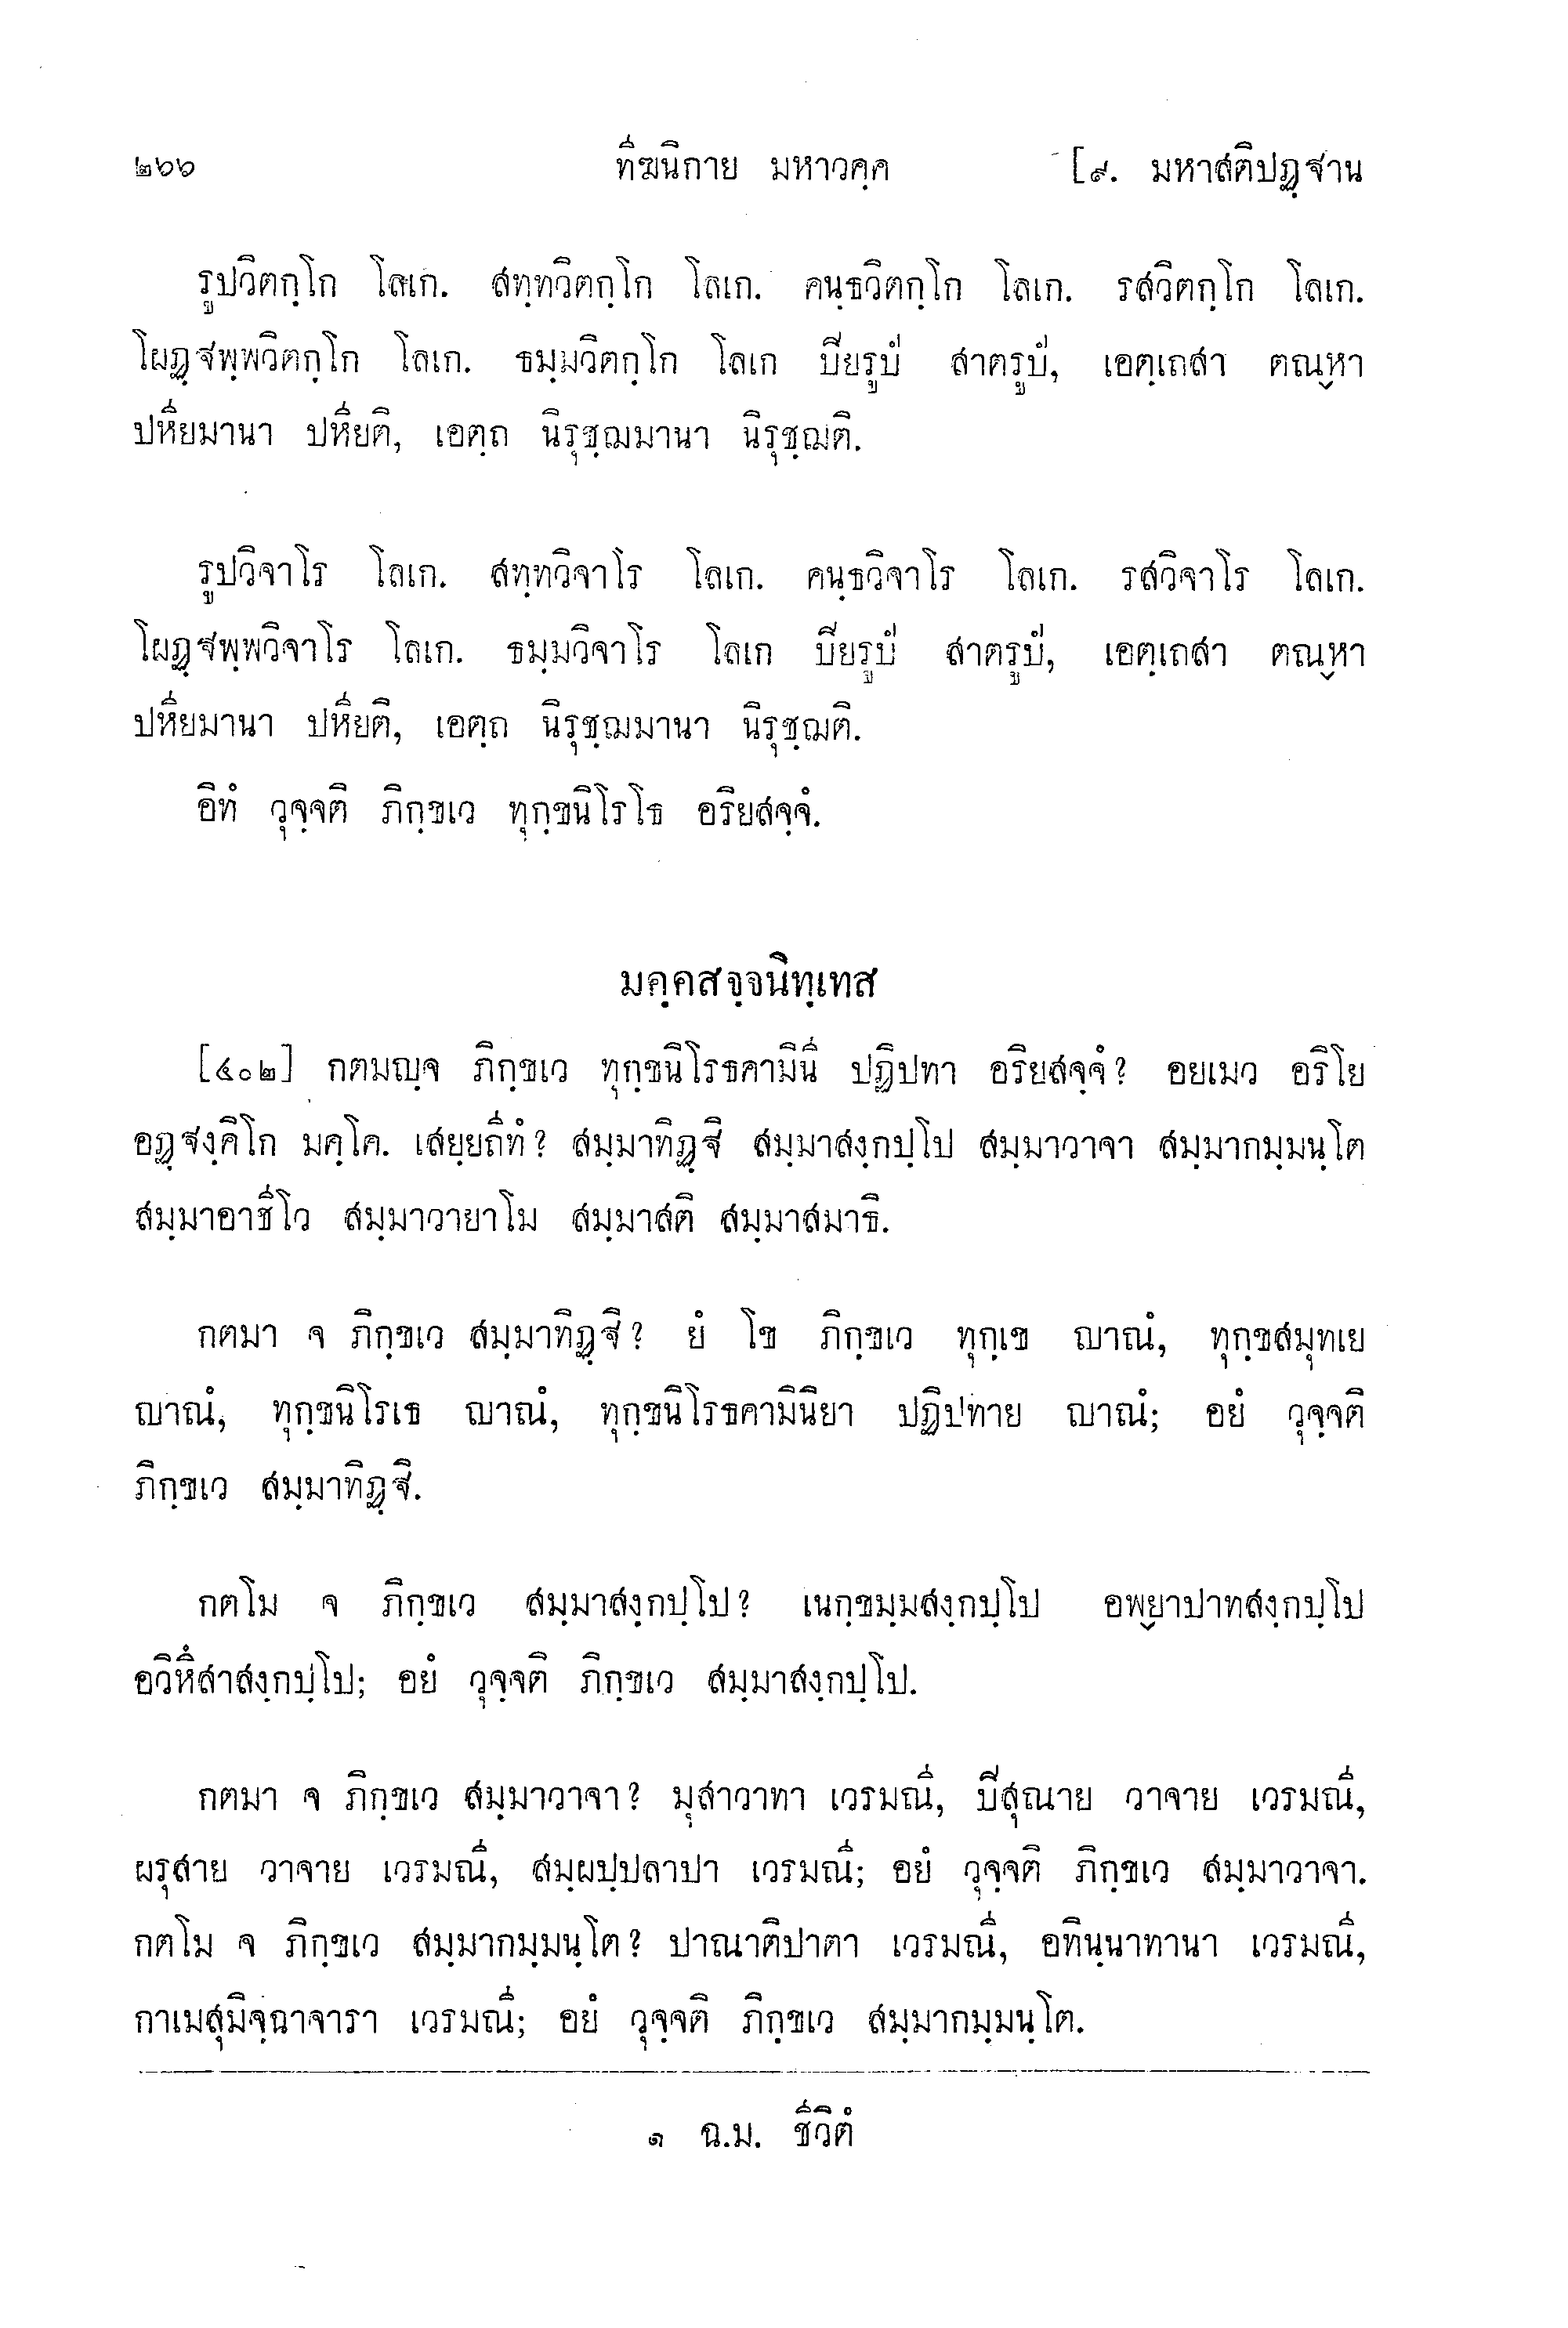 ๒๖๖ ทีฆนิกาย มหาวคฺค [๙. มหาสติปฏฺฐาน
รูปวิตกฺโก โลเก. สทฺทวิตกฺโก โลเก. คนฺธวิตกฺโก โลเก. รสวิตกฺโก โลเก.
โผฏฺฐพฺพวิตกฺโก โลเก. ธมฺมวิตกฺโก โลเก ปิยรูปํ สาตรูปํ, เอตฺเถสา ตณฺหา
ปหียมานา ปหียติ, เอตฺถ นิรุชฺฌมานา นิรุชฺฌติ.
รูปวิจาโร โลเก. สทฺทวิจาโร โลเก. คนฺธวิจาโร โลเก. รสวิจาโร โลเก.
โผฏฺฐพฺพวิจาโร โลเก. ธมฺมวิจาโร โลเก ปิยรูปํ สาตรูปํ, เอตฺเถสา ตณฺหา
ปหียมานา ปหียติ, เอตฺถ นิรุชฺฌมานา นิรุชฺฌติ.
อิทํ วุจฺจติ ภิกฺขเว ทุกฺขนิโรโธ อริยสจฺจํ.
มคฺคสจฺจนิทฺเทส
[๔๐๒] กตมญฺจ ภิกฺขเว ทุกฺขนิโรธคามินี ปฏิปทา อริยสจฺจํ? อยเมว อริโย
อฏฺฐงฺคิโก มคฺโค. เสยฺยถีทํ? สมฺมาทิฏฺฐิ สมฺมาสงฺกปฺโป สมฺมาวาจา สมฺมากมฺมนฺโต
สมฺมาอาชีโว สมฺมาวายาโม สมฺมาสติ สมฺมาสมาธิ.
กตมา จ ภิกฺขเว สมฺมาทิฏฺฐิ? ยํ โข ภิกฺขเว ทุกฺเข ญาณํ, ทุกฺขสมุทเย
ญาณํ, ทุกฺขนิโรเธ ญาณํ, ทุกฺขนิโรธคามินิยา ปฏิปทาย ญาณํ; อยํ วุจฺจติ
ภิกฺขเว สมฺมาทิฏฺฐิ.
กตโม จ ภิกฺขเว สมฺมาสงฺกปฺโป? เนกฺขมฺมสงฺกปฺโป อพฺยาปาทสงฺกปฺโป
อวิหึสาสงฺกปฺโป; อยํ วุจฺจติ ภิกฺขเว สมฺมาสงฺกปฺโป.
กตมา จ ภิกฺขเว สมฺมาวาจา? มุสาวาทา เวรมณี, ปิสุณาย วาจาย เวรมณี,
ผรุสาย วาจาย เวรมณี, สมฺผปฺปลาปา เวรมณี; อยํ วุจฺจติ ภิกฺขเว สมฺมาวาจา.
กตโม จ ภิกฺขเว สมฺมากมฺมนฺโต? ปาณาติปาตา เวรมณี, อทินฺนาทานา เวรมณี,
กาเมสุมิจฺฉาจารา เวรมณี; อยํ วุจฺจติ ภิกฺขเว สมฺมากมฺมนฺโต.
๑ ฉ.ม. ชีวิตํ